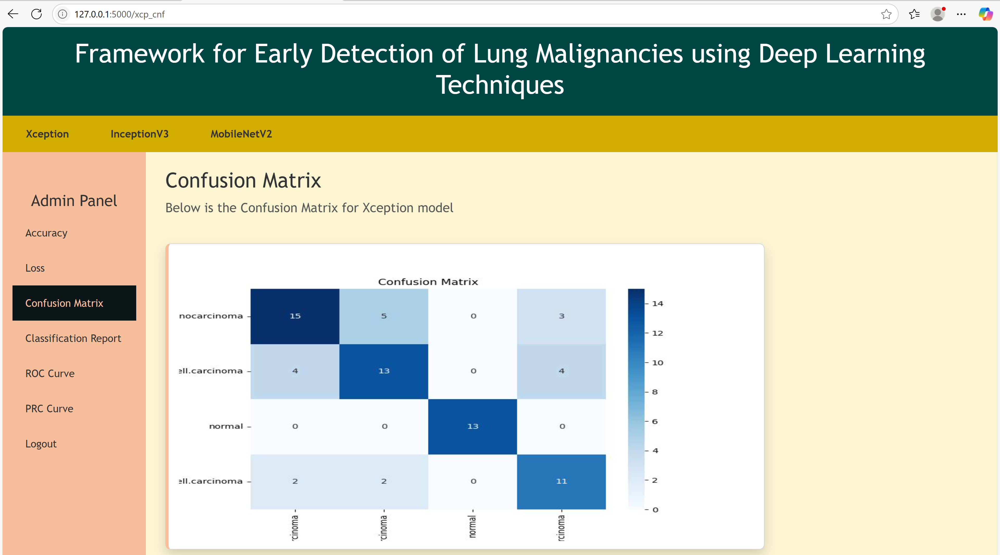 127.0.0.1:5000/xcp_cnf
Framework for Early Detection of Lung Malignancies using Deep Learning
Techniques
Xception InceptionV3 MobileNetV2
Admin Panel
Accuracy
Loss
Confusion Matrix
Classification Report
ROC Curve
PRC Curve
Logout
Confusion Matrix
Below is the Confusion Matrix for Xception model
Confusion Matrix
nocarcinoma 15 5 0 3
ell.carcinoma 4 13 0 4
normal 0 0 13 0
ell.carcinoma 2 2 0 11
rcinoma rcinoma normal rcinoma
14
12
10
8
6
4
2
0